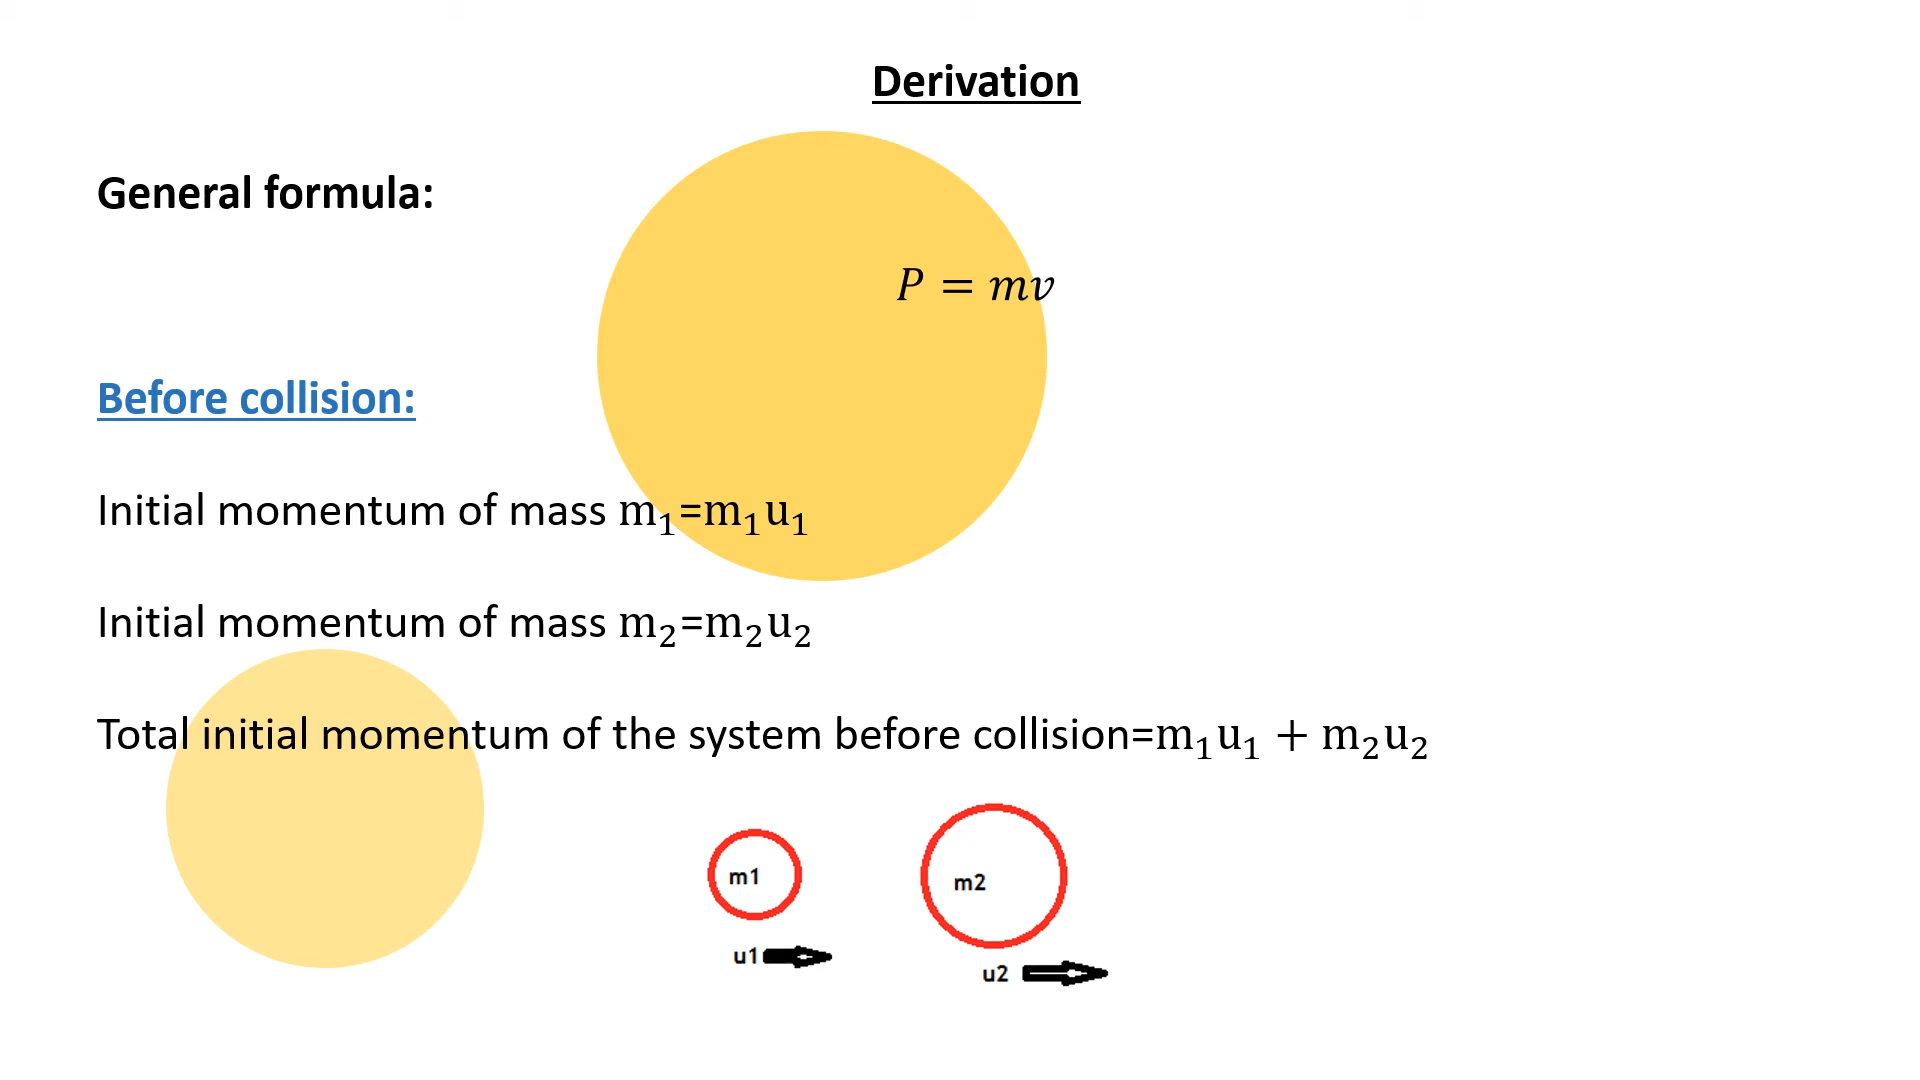 Derivation
General formula:
P = mv
Before collision:
Initial momentum of mass m₁=m₁u₁
Initial momentum of mass m₂=m₂u₂
Total initial momentum of the system before collision=m₁u₁ + m₂u₂
m1 m2
u1 u2